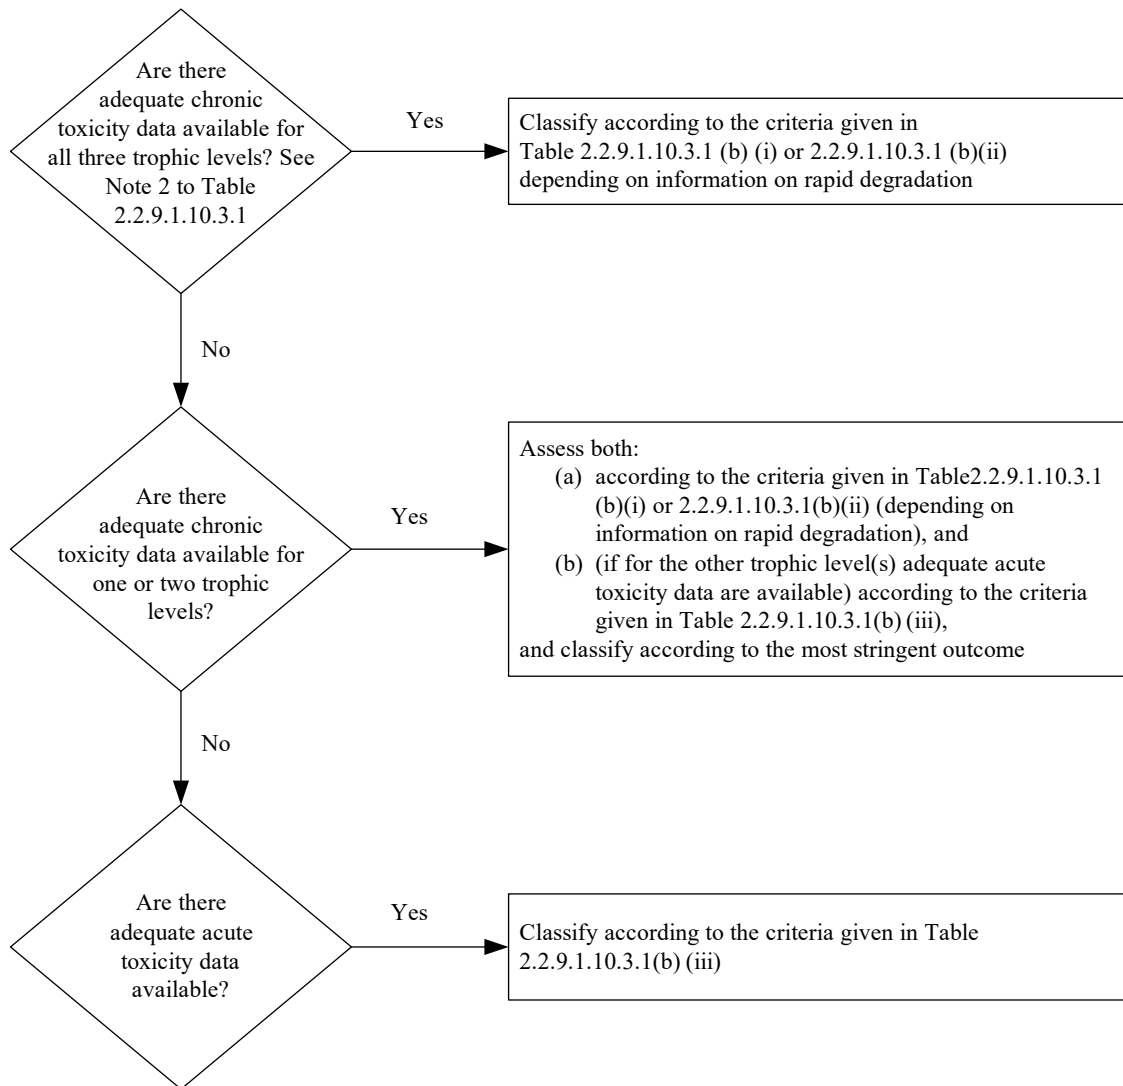 Are there
adequate chronic
toxicity data available for
all three trophic levels? See
Note 2 to Table
2.2.9.1.10.3.1
Yes
Classify according to the criteria given in
Table 2.2.9.1.10.3.1 (b) (i) or 2.2.9.1.10.3.1 (b)(ii)
depending on information on rapid degradation
No
Are there
adequate chronic
toxicity data available for
one or two trophic
levels?
Yes
Assess both:
(a) according to the criteria given in Table2.2.9.1.10.3.1
(b)(i) or 2.2.9.1.10.3.1(b)(ii) (depending on
information on rapid degradation), and
(b) (if for the other trophic level(s) adequate acute
toxicity data are available) according to the criteria
given in Table 2.2.9.1.10.3.1(b) (iii),
and classify according to the most stringent outcome
No
Are there
adequate acute
toxicity data
available?
Yes
Classify according to the criteria given in Table
2.2.9.1.10.3.1(b) (iii)